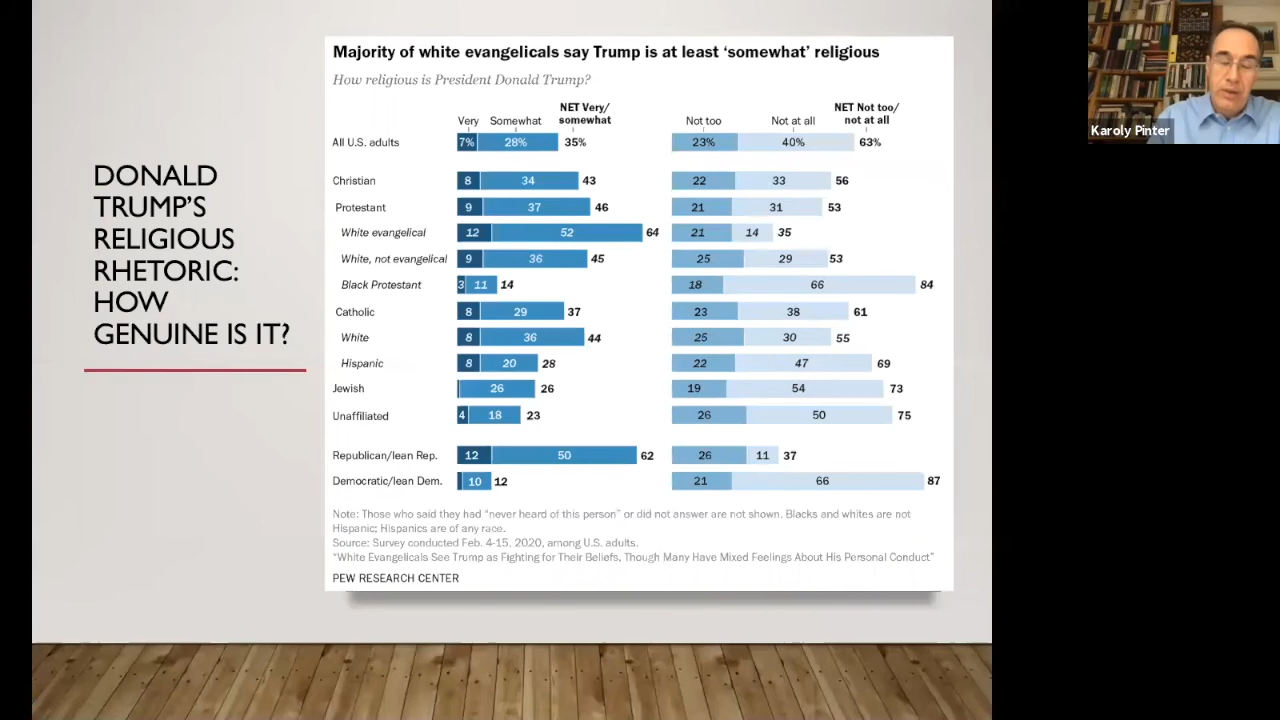 DONALD
TRUMP'S
RELIGIOUS
RHETORIC:
HOW
GENUINE IS IT?
Majority of white evangelicals say Trump is at least ‘somewhat’ religious
How religious is President Donald Trump?
Very Somewhat NET Very/ somewhat Not too Not at all NET Not too/ not at all
All U.S. adults 7% 28% 35% 23% 40% 63%
Christian 8 34 43 22 33 56
Protestant 9 37 46 21 31 53
White evangelical 12 52 64 21 14 35
White, not evangelical 9 36 45 25 29 53
Black Protestant 3 11 14 18 66 84
Catholic 8 29 37 23 38 61
White 8 36 44 25 30 55
Hispanic 8 20 28 22 47 69
Jewish 26 26 19 54 73
Unaffiliated 4 18 23 26 50 75
Republican/lean Rep. 12 50 62 26 11 37
Democratic/lean Dem. 10 12 21 66 87
Note: Those who said they had “never heard of this person” or did not answer are not shown. Blacks and whites are not
Hispanic; Hispanics are of any race.
Source: Survey conducted Feb. 4-15, 2020, among U.S. adults.
“White Evangelicals See Trump as Fighting for Their Beliefs, Though Many Have Mixed Feelings About His Personal Conduct”
PEW RESEARCH CENTER
Karoly Pinter